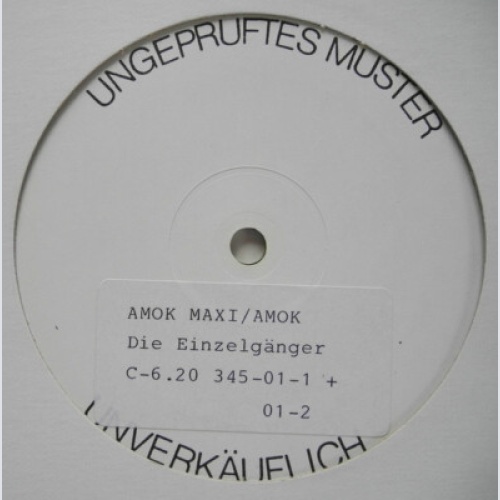 UNGEPRÜFTES MUSTER
AMOK MAXI/AMOK
Die Einzelgänger
C-6.20 345-01-1 +
01-2
UNVERKÄUFLICH